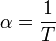 α = 1/T